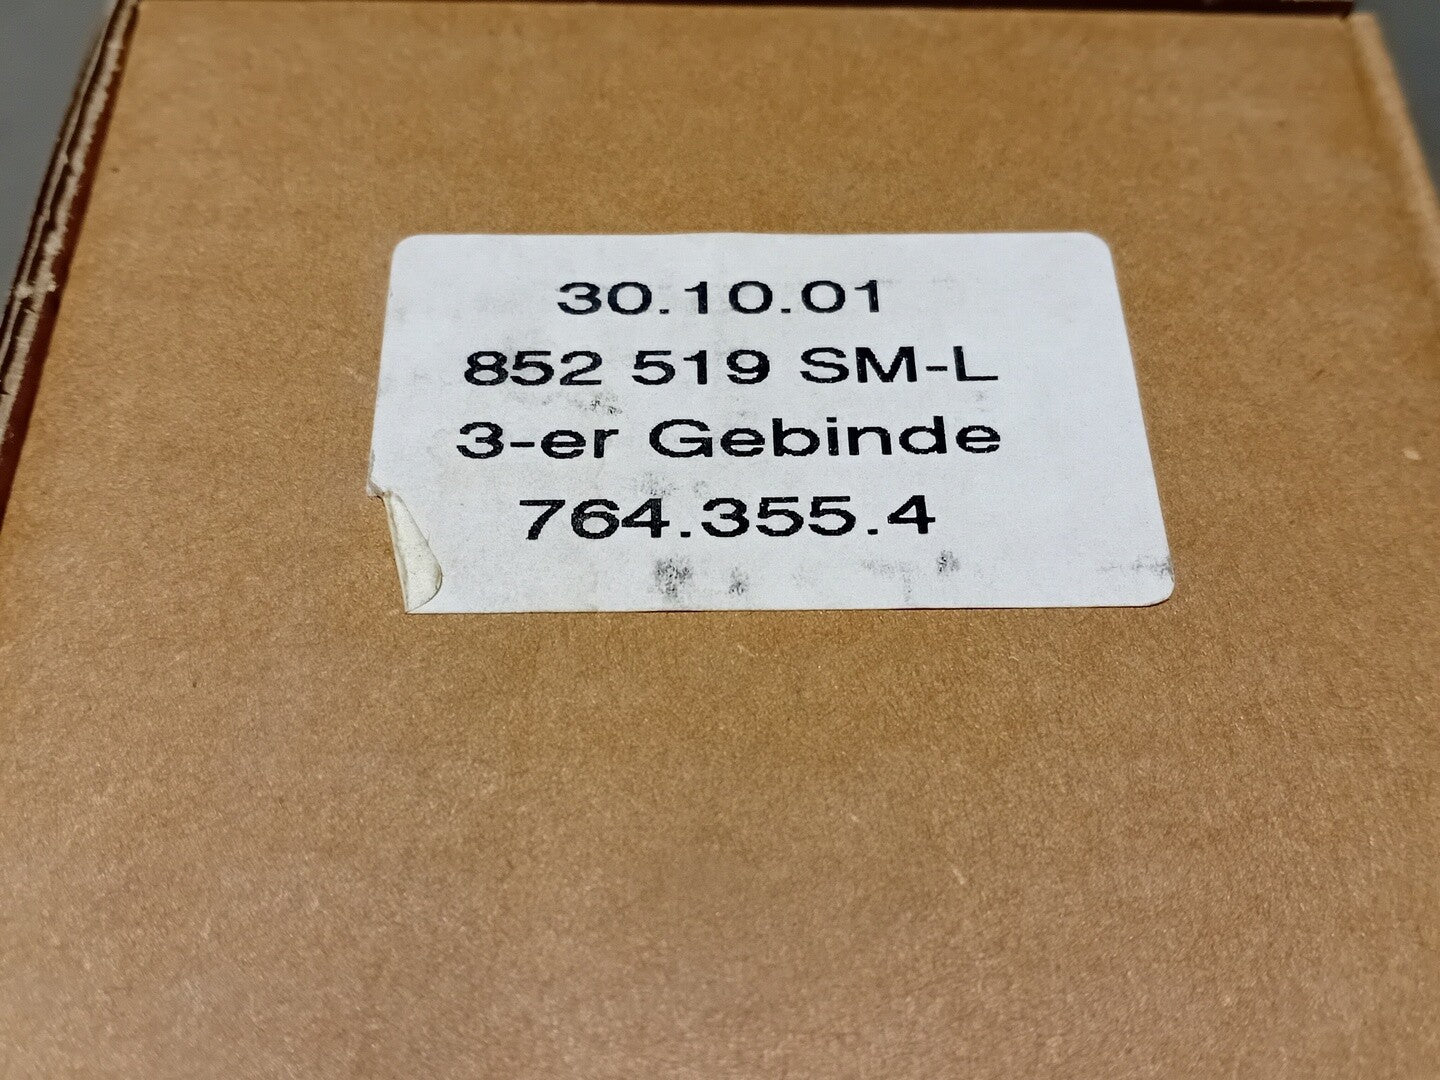 30.10.01
852 519 SM-L
3-er Gebinde
764.355.4